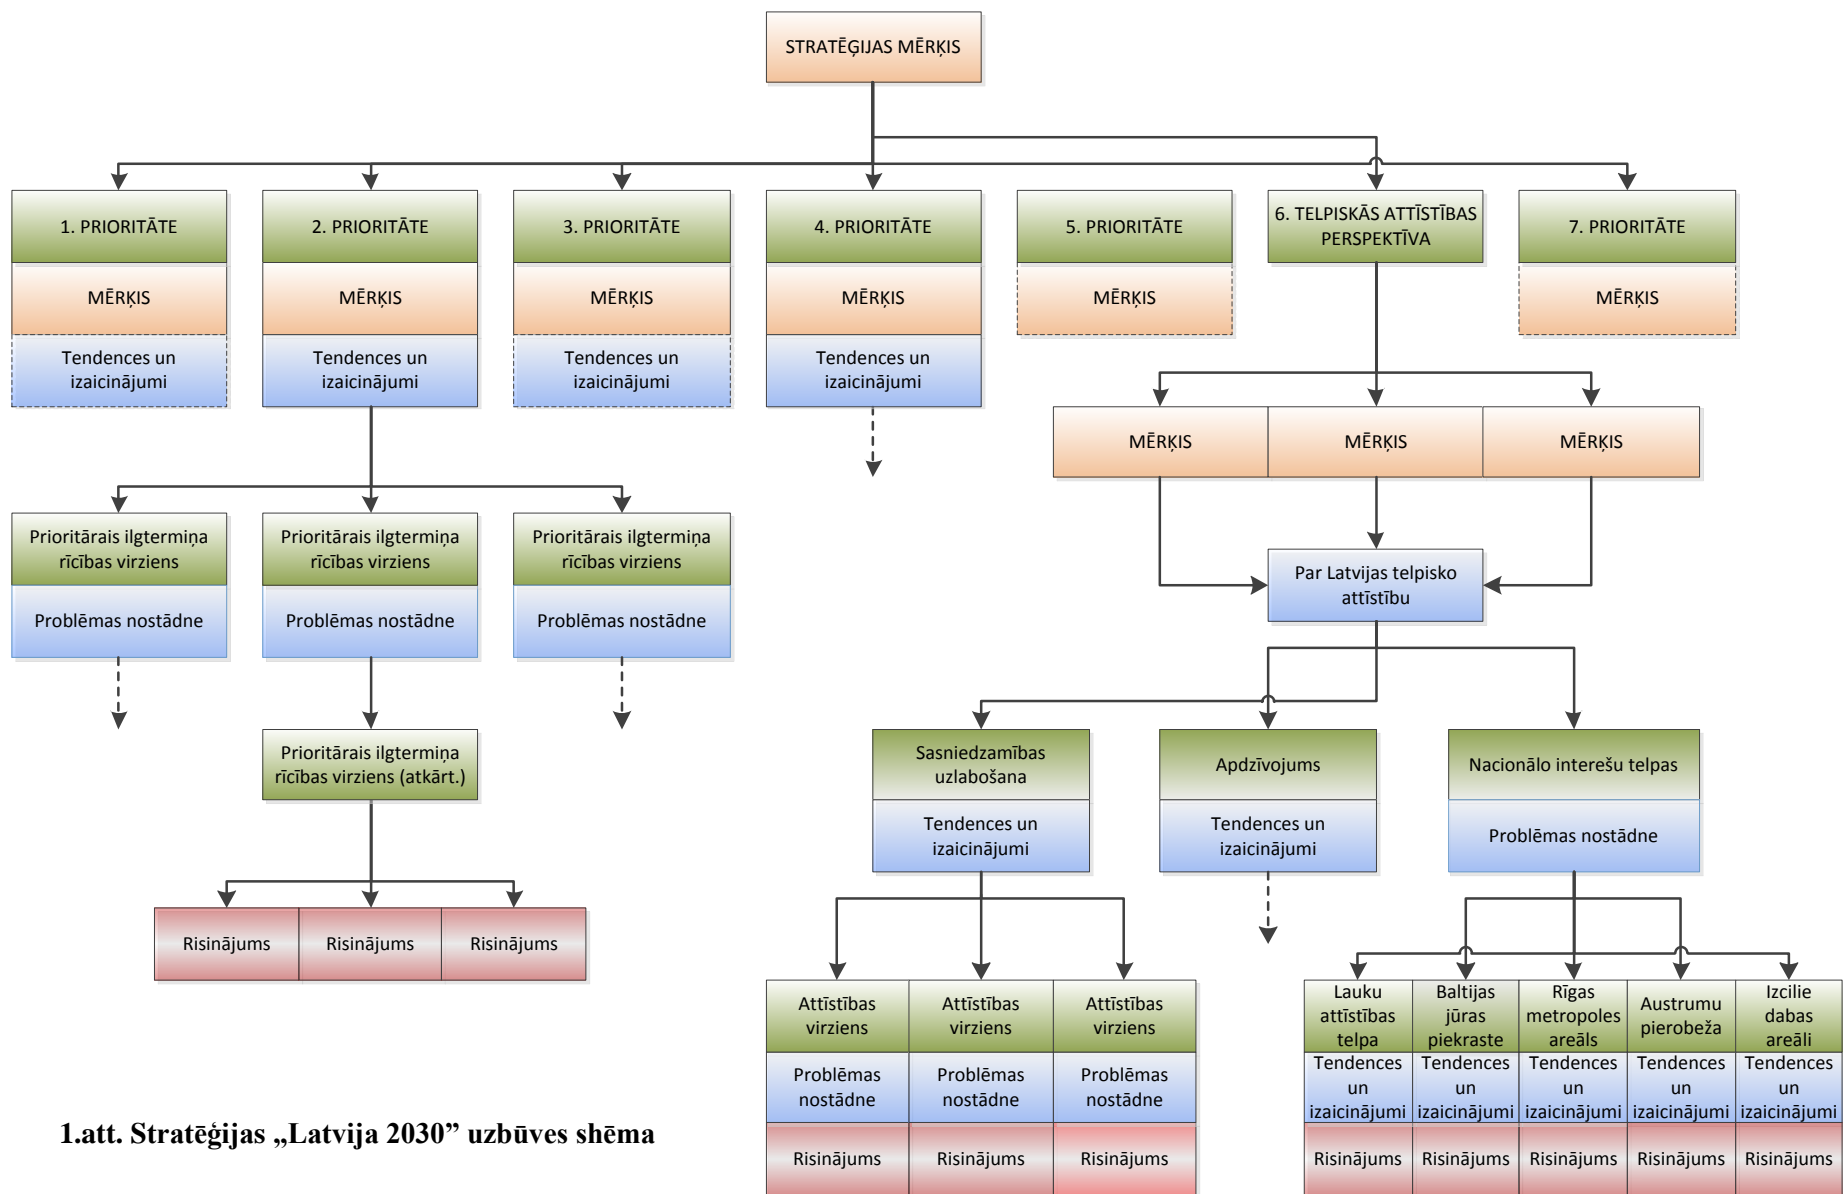 STRATĒĢIJAS MĒRĶIS
1. PRIORITĀTE
MĒRĶIS
Tendences un
izaicinājumi
2. PRIORITĀTE
MĒRĶIS
Tendences un
izaicinājumi
3. PRIORITĀTE
MĒRĶIS
Tendences un
izaicinājumi
4. PRIORITĀTE
MĒRĶIS
Tendences un
izaicinājumi
5. PRIORITĀTE
MĒRĶIS
6. TELPISKĀS ATTĪSTĪBAS
PERSPEKTĪVA
7. PRIORITĀTE
MĒRĶIS
MĒRĶIS
MĒRĶIS
MĒRĶIS
Prioritārais ilgtermiņa
rīcības virziens
Problēmas nostādne
Prioritārais ilgtermiņa
rīcības virziens
Problēmas nostādne
Prioritārais ilgtermiņa
rīcības virziens
Problēmas nostādne
Par Latvijas telpisko
attīstību
Prioritārais ilgtermiņa
rīcības virziens (atkārt.)
Risinājums
Risinājums
Risinājums
Sasniedzamības
uzlabošana
Tendences un
izaicinājumi
Apdzīvojums
Tendences un
izaicinājumi
Nacionālo interešu telpas
Problēmas nostādne
Attīstības
virziens
Problēmas
nostādne
Risinājums
Attīstības
virziens
Problēmas
nostādne
Risinājums
Attīstības
virziens
Problēmas
nostādne
Risinājums
Lauku
attīstības
telpa
Tendences
un
izaicinājumi
Risinājums
Baltijas
jūras
piekraste
Tendences
un
izaicinājumi
Risinājums
Rīgas
metropoles
areāls
Tendences
un
izaicinājumi
Risinājums
Austrumu
pierobeža
Tendences
un
izaicinājumi
Risinājums
Izcilie
dabas
areāli
Tendences
un
izaicinājumi
Risinājums
1.att. Stratēģijas „Latvija 2030” uzbūves shēma